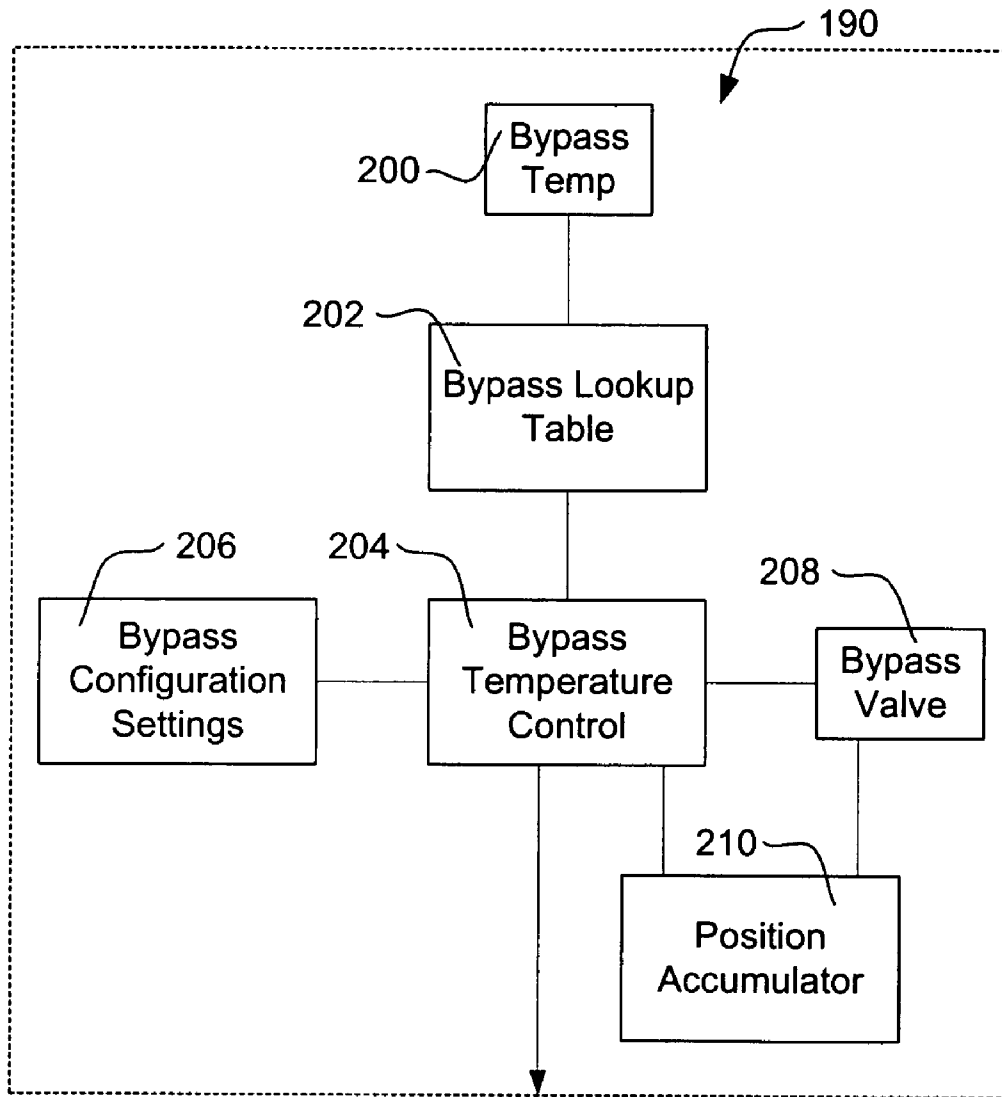 190
Bypass
Temp
200
202
Bypass Lookup
Table
206
204
208
Bypass
Configuration
Settings
Bypass
Temperature
Control
Bypass
Valve
210
Position
Accumulator